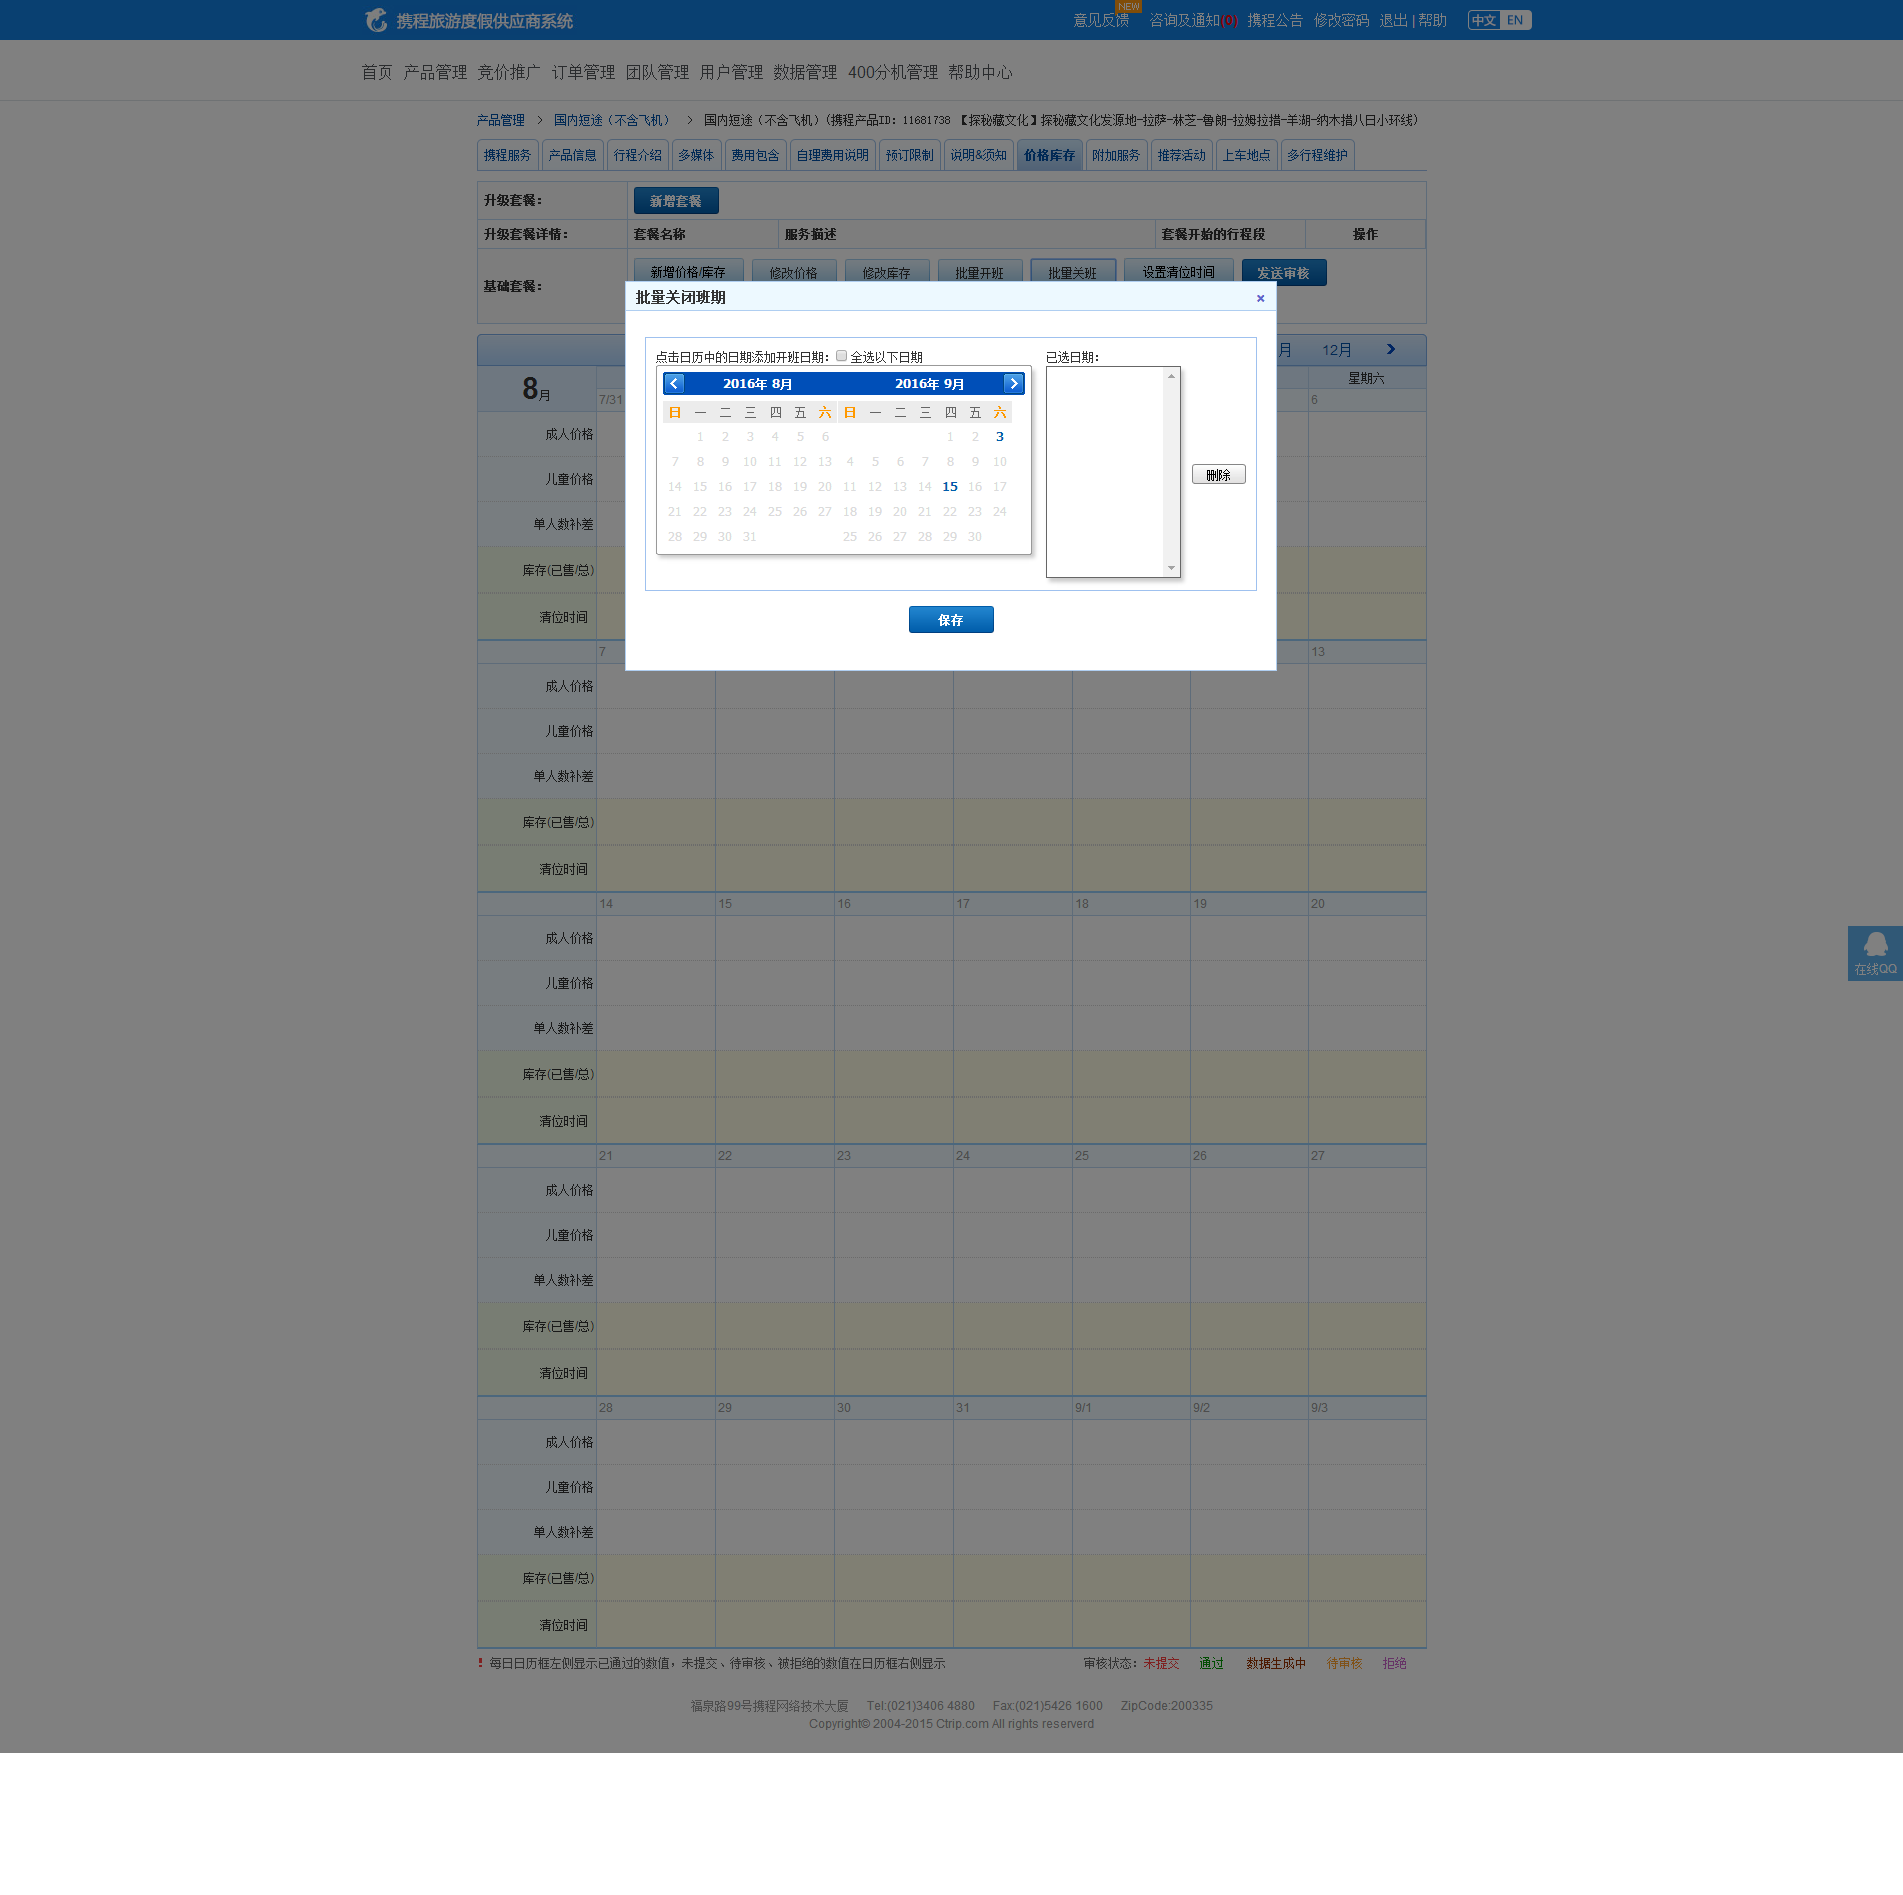 携程旅游度假供应商系统
意见反馈 NEW 咨询及通知(0) 携程公告 修改密码 退出 | 帮助 中文 EN
首页 产品管理 竞价推广 订单管理 团队管理 用户管理 数据管理 400分机管理 帮助中心
产品管理 > 国内短途（不含飞机） > 国内短途（不含飞机）(携程产品ID: 11681738 【探秘藏文化】探秘藏文化发源地-拉萨-林芝-鲁朗-拉姆拉措-羊湖-纳木措八日小环线)
携程服务 产品信息 行程介绍 多媒体 费用包含 自理费用说明 预订限制 说明&须知 价格库存 附加服务 推荐活动 上车地点 多行程维护
升级套餐： 新增套餐
升级套餐详情： 套餐名称 服务描述 套餐开始的行程段 操作
新增价格/库存 修改价格 修改库存 批量开班 批量关班 设置清位时间 发送审核
基础套餐：
批量关闭班期 ×
点击日历中的日期添加开班日期： 全选以下日期 已选日期：
2016年 8月 2016年 9月
日 一 二 三 四 五 六 日 一 二 三 四 五 六
1 2 3 4 5 6 1 2 3
7 8 9 10 11 12 13 4 5 6 7 8 9 10
14 15 16 17 18 19 20 11 12 13 14 15 16 17
21 22 23 24 25 26 27 18 19 20 21 22 23 24
28 29 30 31 25 26 27 28 29 30
删除
保存
月 12月
8月 星期六
7/31 6
成人价格
儿童价格
单人数补差
库存(已售/总)
清位时间
7 13
成人价格
儿童价格
单人数补差
库存(已售/总)
清位时间
14 15 16 17 18 19 20
成人价格
儿童价格
单人数补差
库存(已售/总)
清位时间
21 22 23 24 25 26 27
成人价格
儿童价格
单人数补差
库存(已售/总)
清位时间
28 29 30 31 9/1 9/2 9/3
成人价格
儿童价格
单人数补差
库存(已售/总)
清位时间
! 每日日历框左侧显示已通过的数值，未提交、待审核、被拒绝的数值在日历框右侧显示 审核状态：未提交 通过 数据生成中 待审核 拒绝
福泉路99号携程网络技术大厦 Tel:(021)3406 4880 Fax:(021)5426 1600 ZipCode:200335
Copyright© 2004-2015 Ctrip.com All rights reserverd
在线QQ